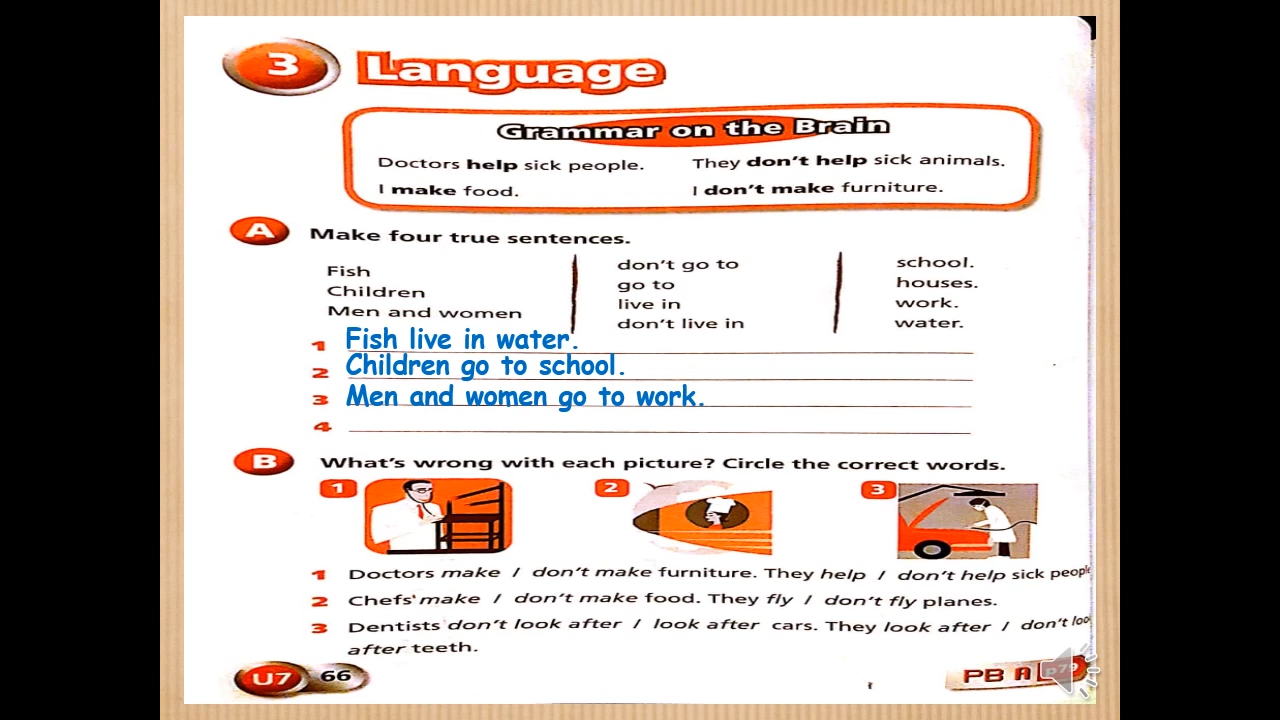 3 Language
Grammar on the Brain
Doctors help sick people. They don't help sick animals.
I make food. I don't make furniture.
A Make four true sentences.
Fish don't go to school.
Children go to houses.
Men and women live in work.
don't live in water.
1 Fish live in water.
2 Children go to school.
3 Men and women go to work.
4
B What's wrong with each picture? Circle the correct words.
1 2 3
1 Doctors make / don't make furniture. They help / don't help sick people
2 Chefs make / don't make food. They fly / don't fly planes.
3 Dentists don't look after / look after cars. They look after / don't loo
after teeth.
U7 66 PB A p79